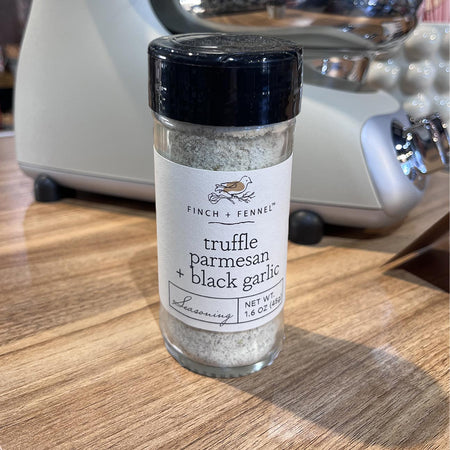 FINCH + FENNEL™
truffle
parmesan
+ black garlic
Seasoning
NET WT.
1.6 OZ (45g)